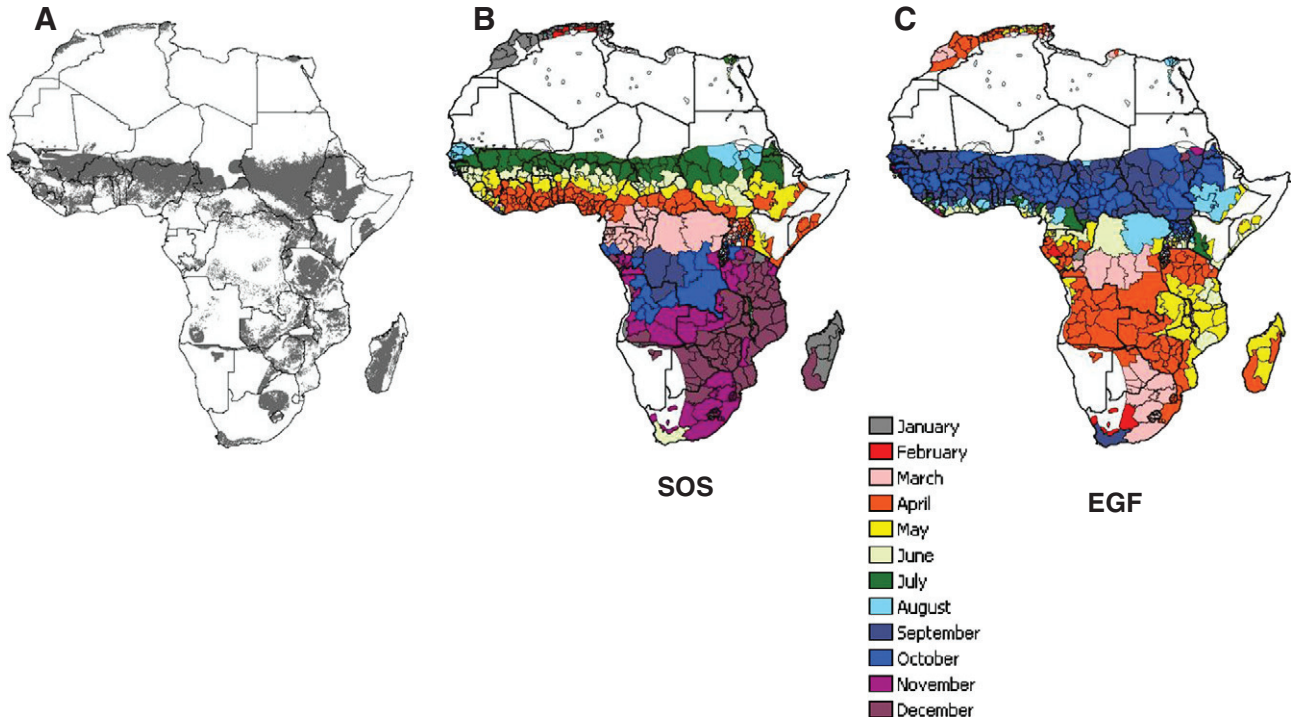 A
B
C
SOS
EGF
January
February
March
April
May
June
July
August
September
October
November
December